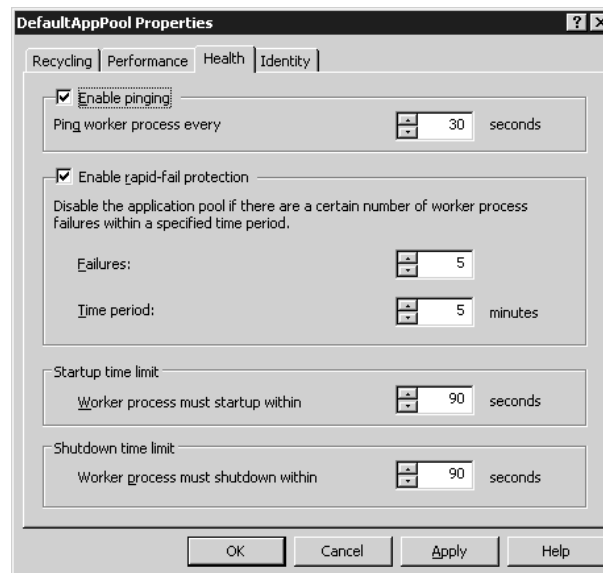 DefaultAppPool Properties
Recycling Performance Health Identity
Enable pinging
Ping worker process every 30 seconds
Enable rapid-fail protection
Disable the application pool if there are a certain number of worker process
failures within a specified time period.
Failures: 5
Time period: 5 minutes
Startup time limit
Worker process must startup within 90 seconds
Shutdown time limit
Worker process must shutdown within 90 seconds
OK Cancel Apply Help